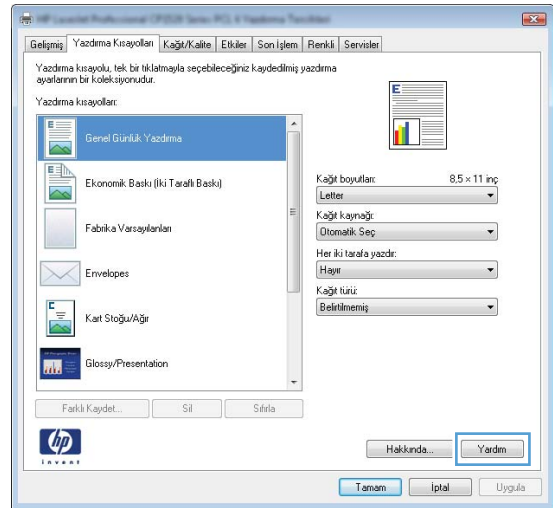 Gelişmiş Yazdırma Kısayolları Kağıt/Kalite Etkiler Son İşlem Renkli Servisler
Yazdırma kısayolu, tek bir tıklatmayla seçebileceğiniz kaydedilmiş yazdırma
ayarlarının bir koleksiyonudur.
Yazdırma kısayolları:
Genel Günlük Yazdırma
Ekonomik Baskı (İki Taraflı Baskı)
Fabrika Varsayılanları
Envelopes
Kart Stoğu/Ağır
Glossy/Presentation
Farklı Kaydet... Sil Sıfırla
E
Kağıt boyutları: 8,5 × 11 inç
Letter
Kağıt kaynağı:
Otomatik Seç
Her iki tarafa yazdır:
Hayır
Kağıt türü:
Belirtilmemiş
hp
invent
Hakkında... Yardım
Tamam İptal Uygula